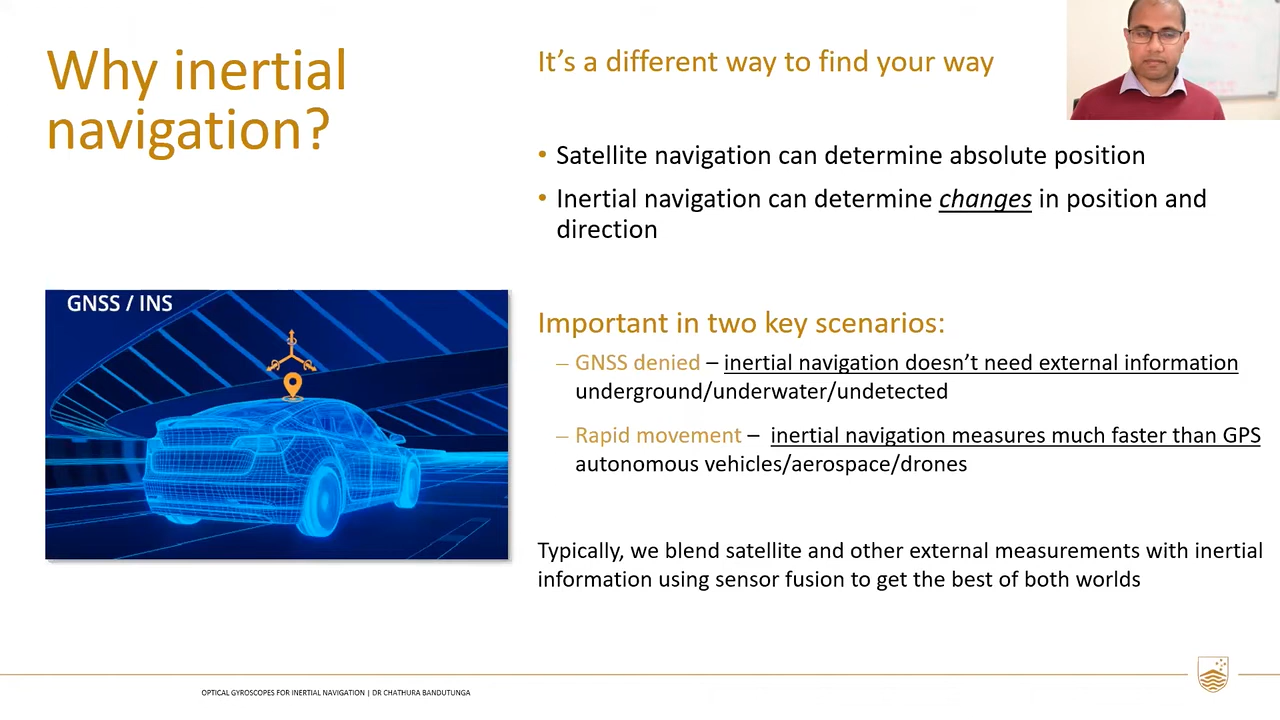 Why inertial
navigation?
It's a different way to find your way
• Satellite navigation can determine absolute position
• Inertial navigation can determine changes in position and
direction
GNSS / INS
Important in two key scenarios:
– GNSS denied – inertial navigation doesn't need external information
underground/underwater/undetected
– Rapid movement – inertial navigation measures much faster than GPS
autonomous vehicles/aerospace/drones
Typically, we blend satellite and other external measurements with inertial
information using sensor fusion to get the best of both worlds
OPTICAL GYROSCOPES FOR INERTIAL NAVIGATION | DR CHATHURA BANDUTUNGA